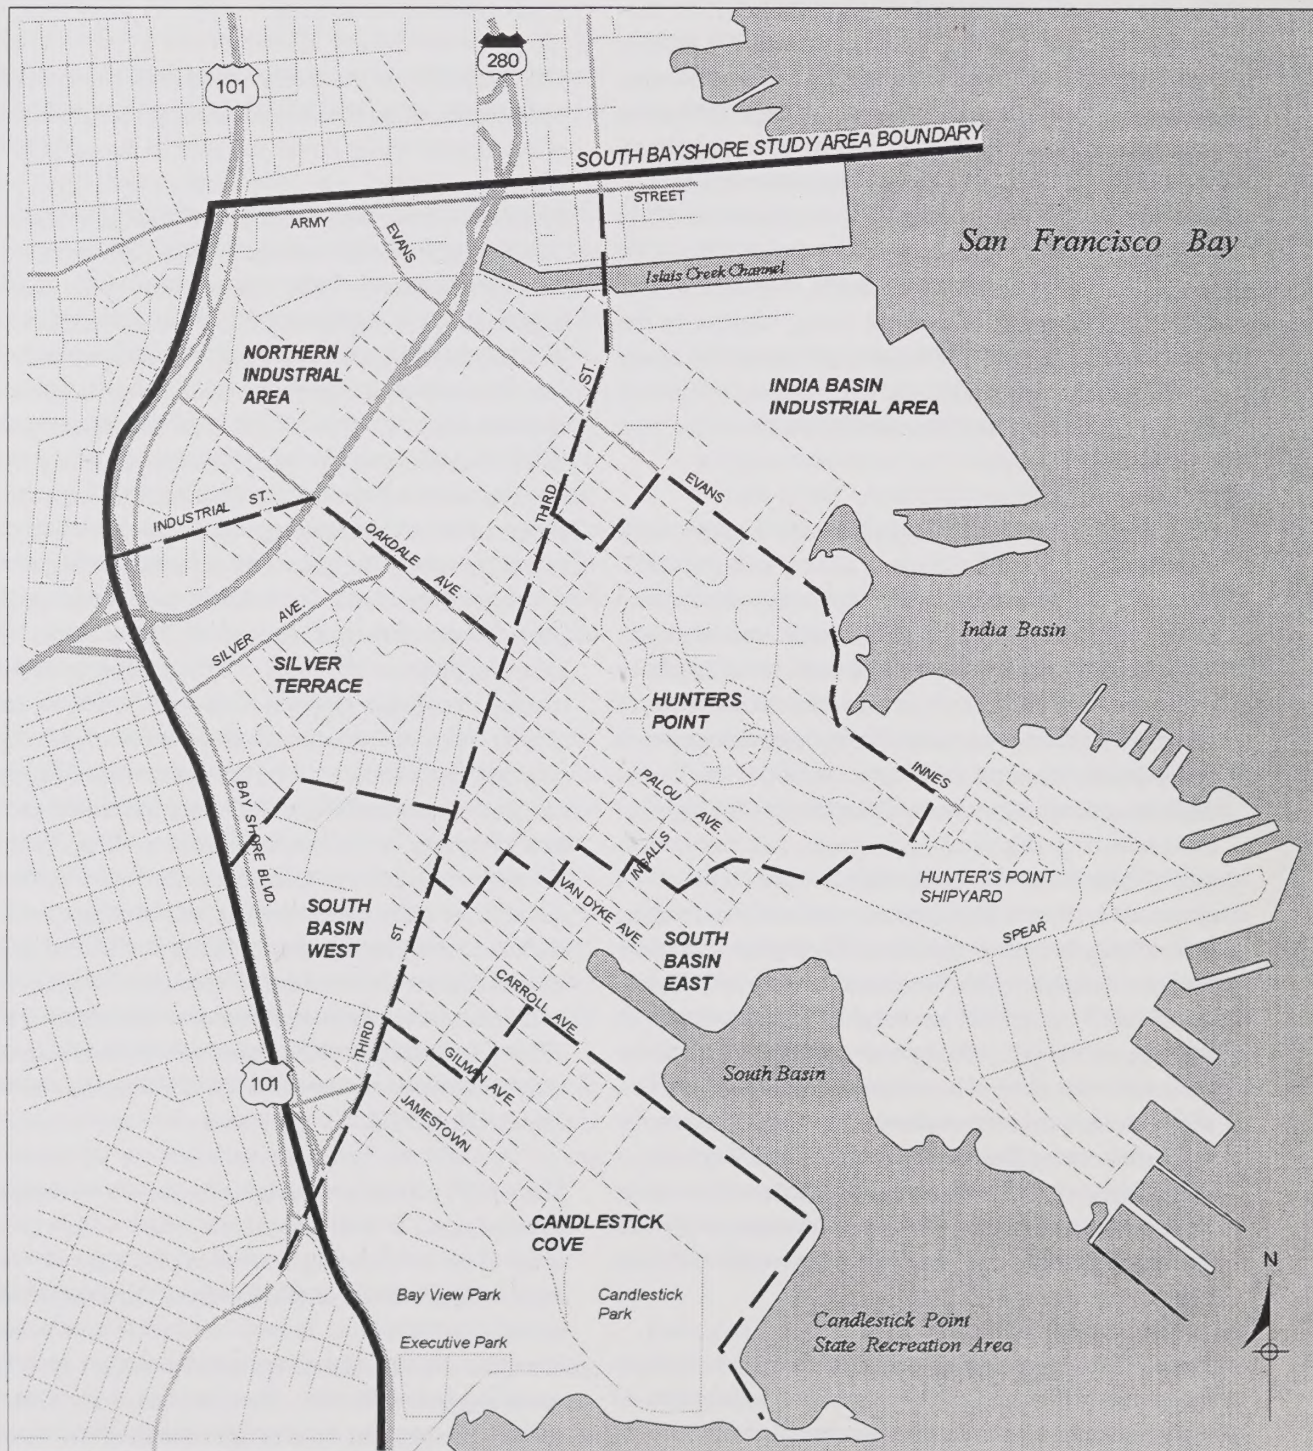 101
280
SOUTH BAYSHORE STUDY AREA BOUNDARY
STREET
ARMY
EVANS
San Francisco Bay
Islais Creek Channel
NORTHERN
INDUSTRIAL
AREA
ST.
INDIA BASIN
INDUSTRIAL AREA
EVANS
THIRD
INDUSTRIAL ST.
OAKDALE AVE.
SILVER AVE.
India Basin
SILVER
TERRACE
HUNTERS
POINT
INNES
PALOU AVE.
BAY SHORE BLVD.
INGALLS
HUNTER'S POINT
SHIPYARD
VAN DYKE AVE.
SOUTH
BASIN
WEST
ST.
SOUTH
BASIN
EAST
SPEAR
CARROLL AVE.
THIRD
GILMAN AVE.
South Basin
101
JAMESTOWN
CANDLESTICK
COVE
N
Bay View Park
Candlestick
Park
Candlestick Point
State Recreation Area
Executive Park